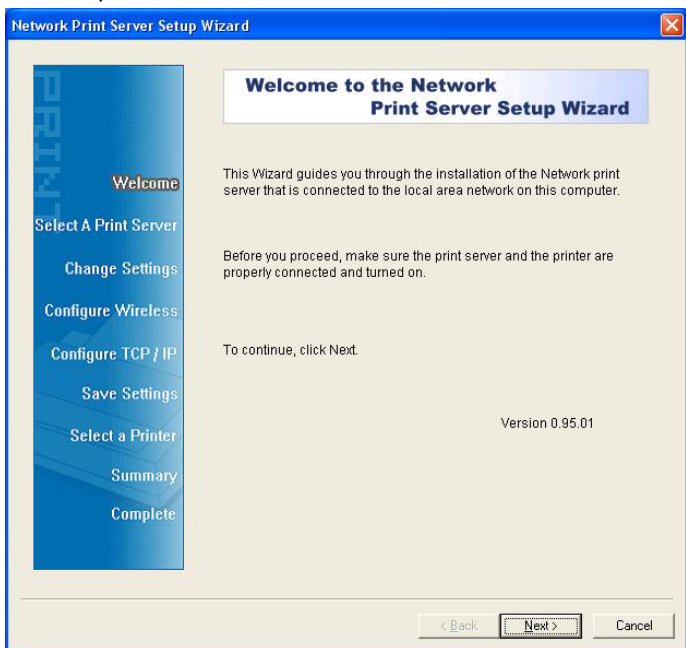 Network Print Server Setup Wizard
PRINT
Welcome
Select A Print Server
Change Settings
Configure Wireless
Configure TCP / IP
Save Settings
Select a Printer
Summary
Complete
Welcome to the Network
Print Server Setup Wizard
This Wizard guides you through the installation of the Network print
server that is connected to the local area network on this computer.
Before you proceed, make sure the print server and the printer are
properly connected and turned on.
To continue, click Next.
Version 0.95.01
< Back
Next >
Cancel